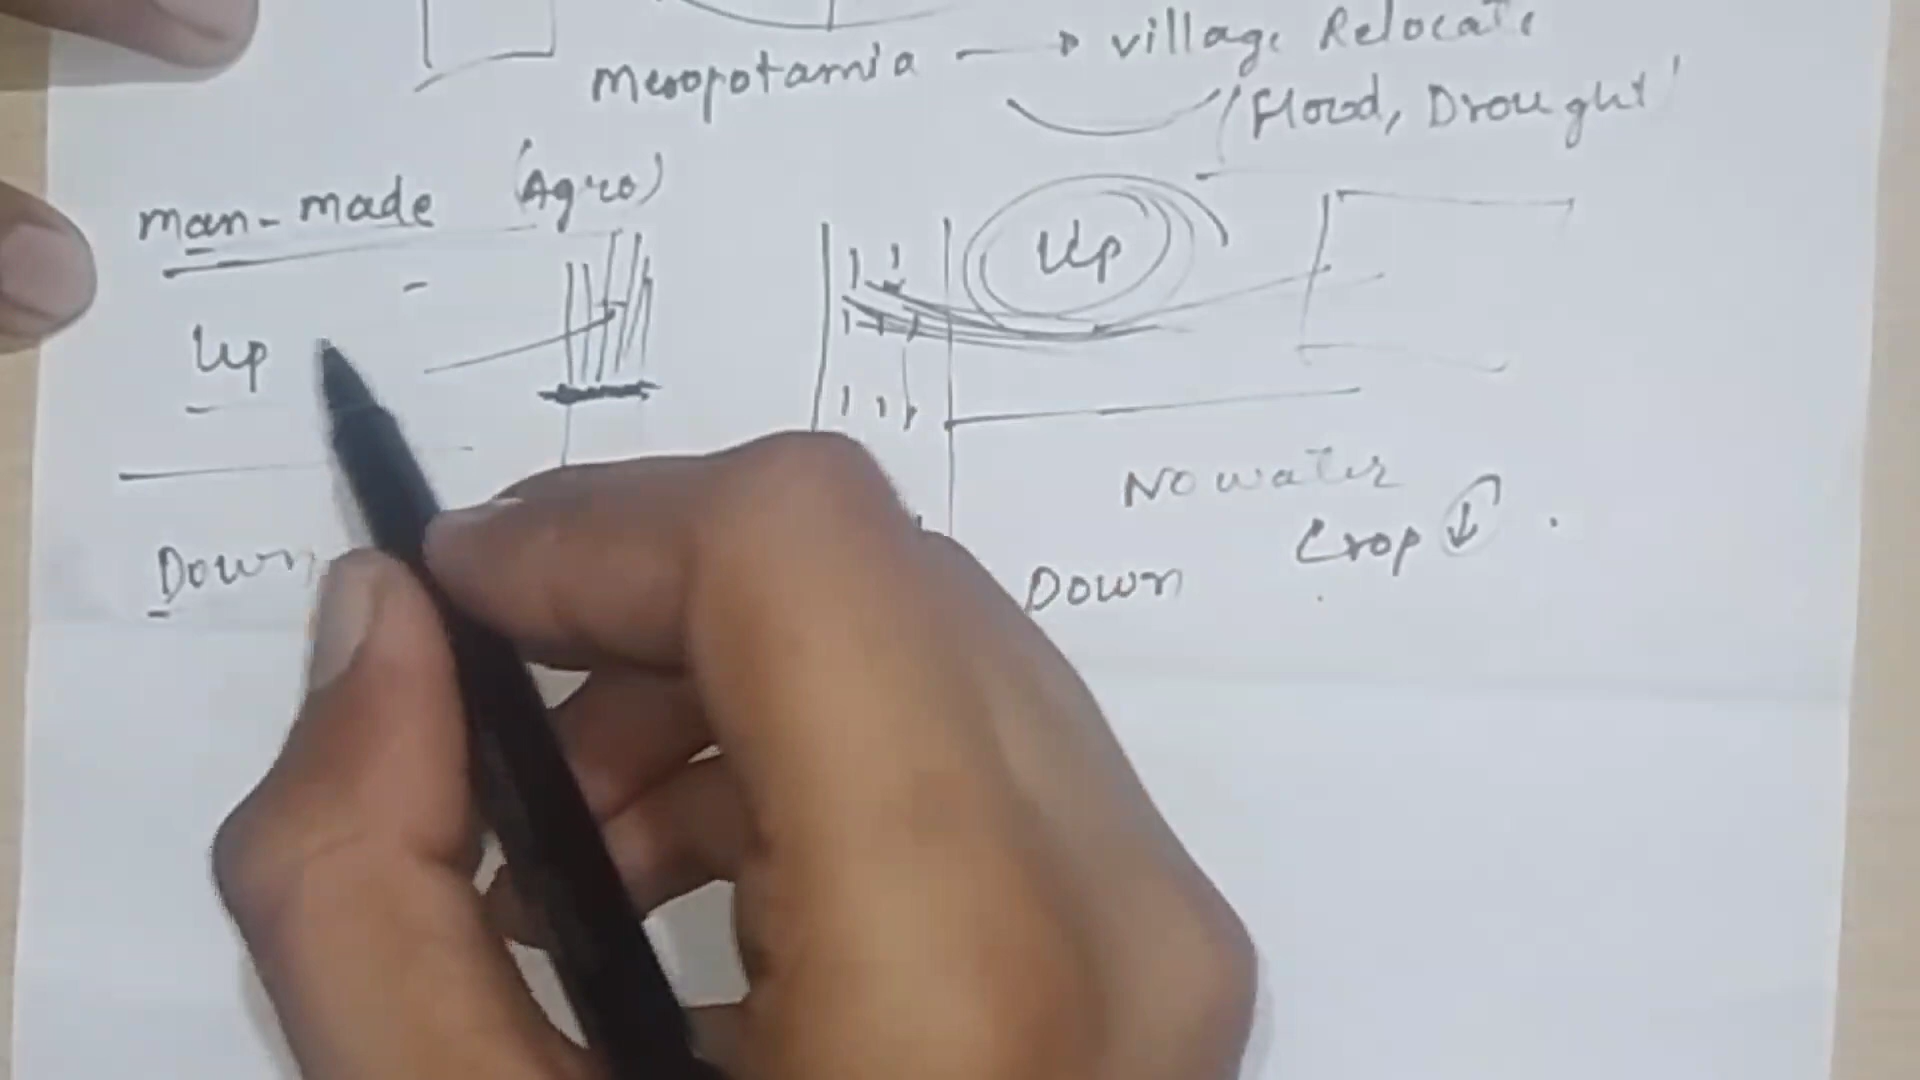 Mesopotamia → village Relocate
(Flood, Drought)
man-made (Agro)
Up
Up
No water
Crop ↓
Down
Down